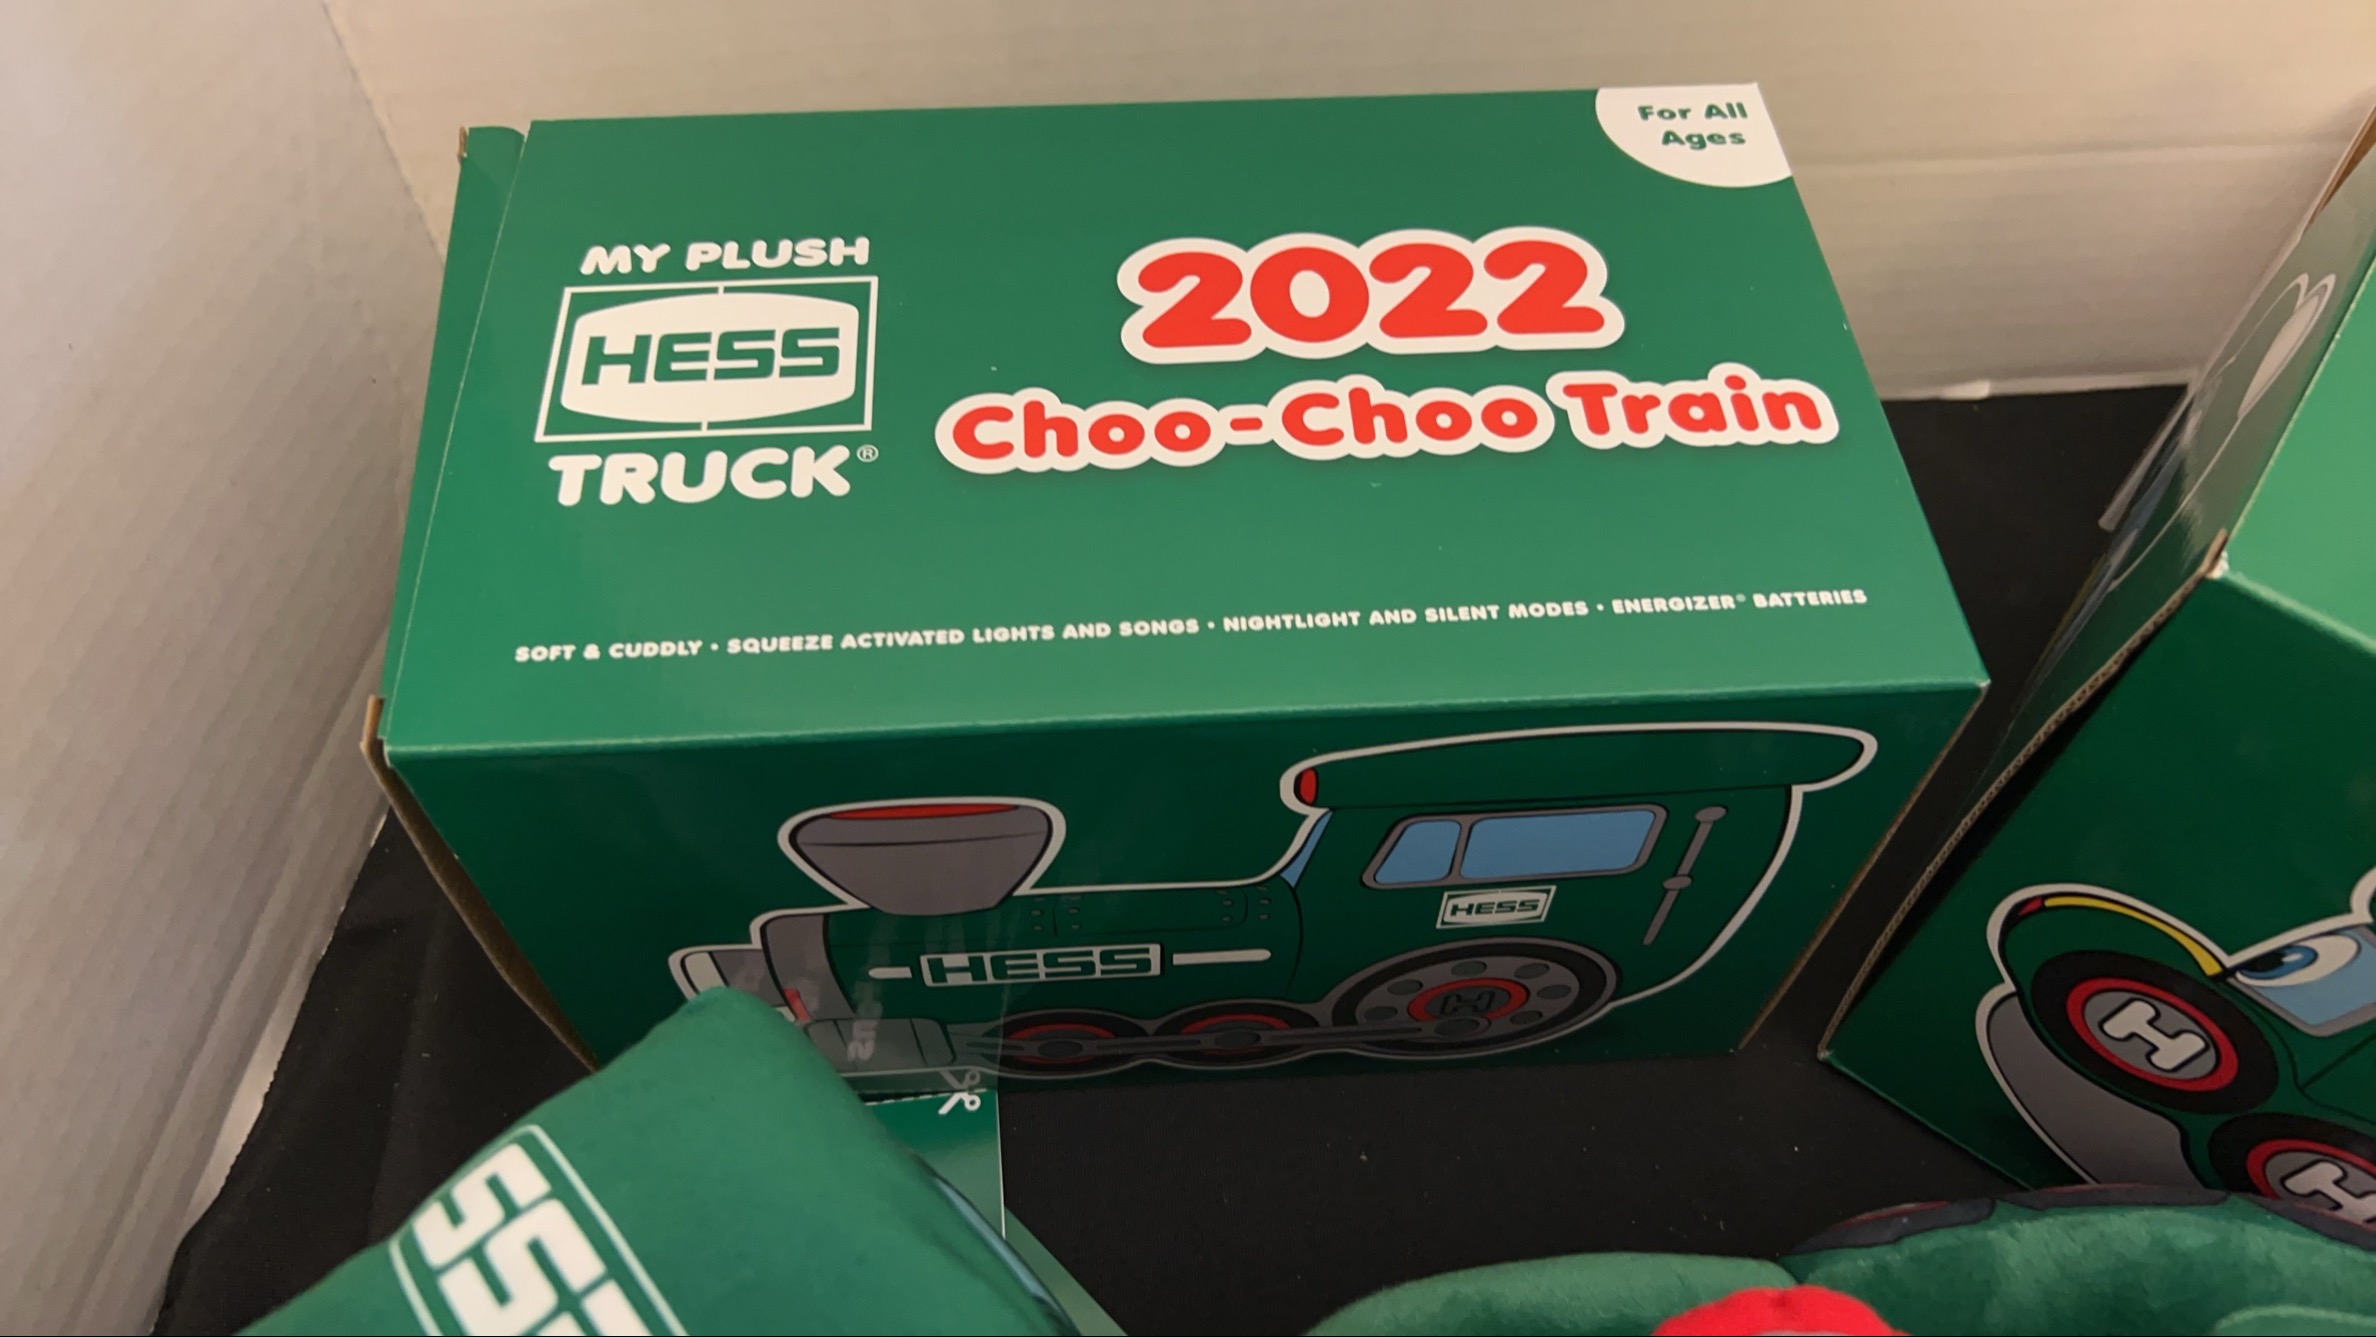 For All
Ages
MY PLUSH
HESS
TRUCK®
2022
Choo-Choo Train
SOFT & CUDDLY • SQUEEZE ACTIVATED LIGHTS AND SONGS • NIGHTLIGHT AND SILENT MODES • ENERGIZER® BATTERIES
HESS
HESS
H
H
H